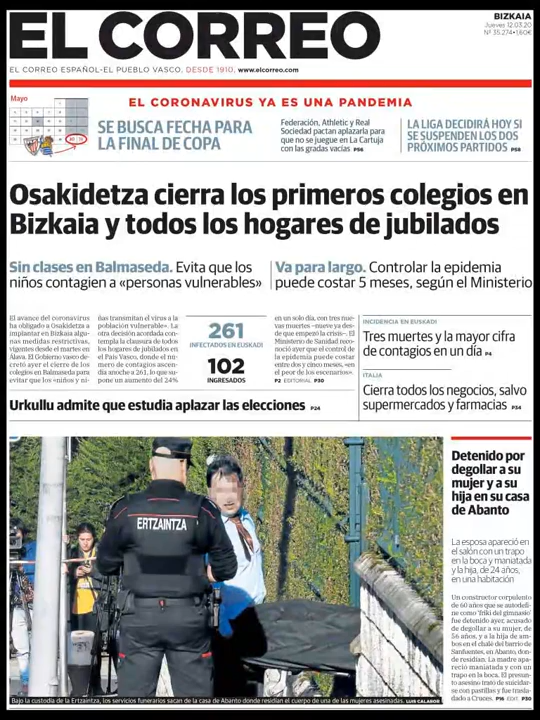 EL CORREO
BIZKAIA
Jueves 12.03.20
Nº 35.274 • 1,60€
EL CORREO ESPAÑOL-EL PUEBLO VASCO. DESDE 1910. www.elcorreo.com
EL CORONAVIRUS YA ES UNA PANDEMIA
Mayo
SE BUSCA FECHA PARA
LA FINAL DE COPA
Federación, Athletic y Real
Sociedad pactan aplazarla para
que no se juegue en La Cartuja
con las gradas vacías P56
LA LIGA DECIDIRÁ HOY SI
SE SUSPENDEN LOS DOS
PRÓXIMOS PARTIDOS P58
Osakidetza cierra los primeros colegios en
Bizkaia y todos los hogares de jubilados
Sin clases en Balmaseda. Evita que los
niños contagien a «personas vulnerables»
Va para largo. Controlar la epidemia
puede costar 5 meses, según el Ministerio
El avance del coronavirus
ha obligado a Osakidetza a
implantar en Bizkaia algu-
nas medidas restrictivas,
vigentes desde el martes en
Álava. El Gobierno vasco de-
cretó ayer el cierre de los
colegios en Balmaseda para
evitar que los «niños y ni-
ñas transmitan el virus a la
población vulnerable». La
otra decisión acordada con-
templa la clausura de todos
los hogares de jubilados en
el País Vasco, donde el nú-
mero de contagios ascen-
día anoche a 261, lo que su-
pone un aumento del 24%
261
INFECTADOS EN EUSKADI
102
INGRESADOS
en un solo día, con tres nue-
vas muertes –nueve ya des-
de que empezó la crisis–. El
Ministerio de Sanidad reco-
noció ayer que el control de
la epidemia puede costar
entre dos y cinco meses, «en
el peor de los escenarios».
P2 EDITORIAL P30
INCIDENCIA EN EUSKADI
Tres muertes y la mayor cifra
de contagios en un día P4
ITALIA
Cierra todos los negocios, salvo
supermercados y farmacias P34
Urkullu admite que estudia aplazar las elecciones P24
ERTZAINTZA
Detenido por
degollar a su
mujer y a su
hija en su casa
de Abanto
La esposa apareció en
el salón con un trapo
en la boca y maniatada
y la hija, de 24 años,
en una habitación
Un constructor corpulento
de 60 años que se autodefi-
ne como 'friki del gimnasio'
fue detenido ayer, acusado
de degollar a su mujer, de
56 años, y a la hija de am-
bos en el chalé del barrio de
Sanfuentes, en Abanto, don-
de residían. La madre apa-
reció maniatada y con un
trapo en la boca. El presun-
to asesino trató de suicidar-
se con pastillas y fue trasla-
dado a Cruces. P16 EDIT. P30
Bajo la custodia de la Ertzaintza, los servicios funerarios sacan de la casa de Abanto donde residían el cuerpo de una de las mujeres asesinadas. LUIS CALABOR